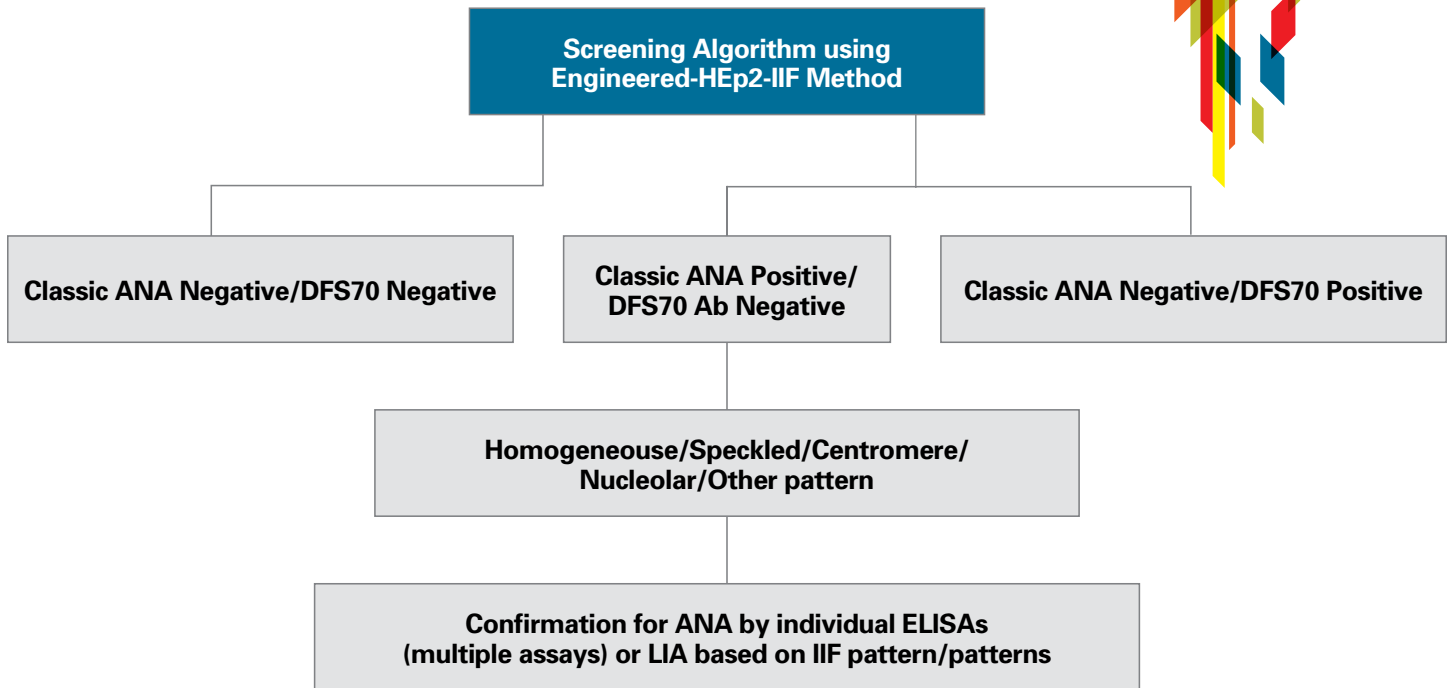 Screening Algorithm using
Engineered-HEp2-IIF Method
Classic ANA Negative/DFS70 Negative
Classic ANA Positive/
DFS70 Ab Negative
Classic ANA Negative/DFS70 Positive
Homogeneouse/Speckled/Centromere/
Nucleolar/Other pattern
Confirmation for ANA by individual ELISAs
(multiple assays) or LIA based on IIF pattern/patterns